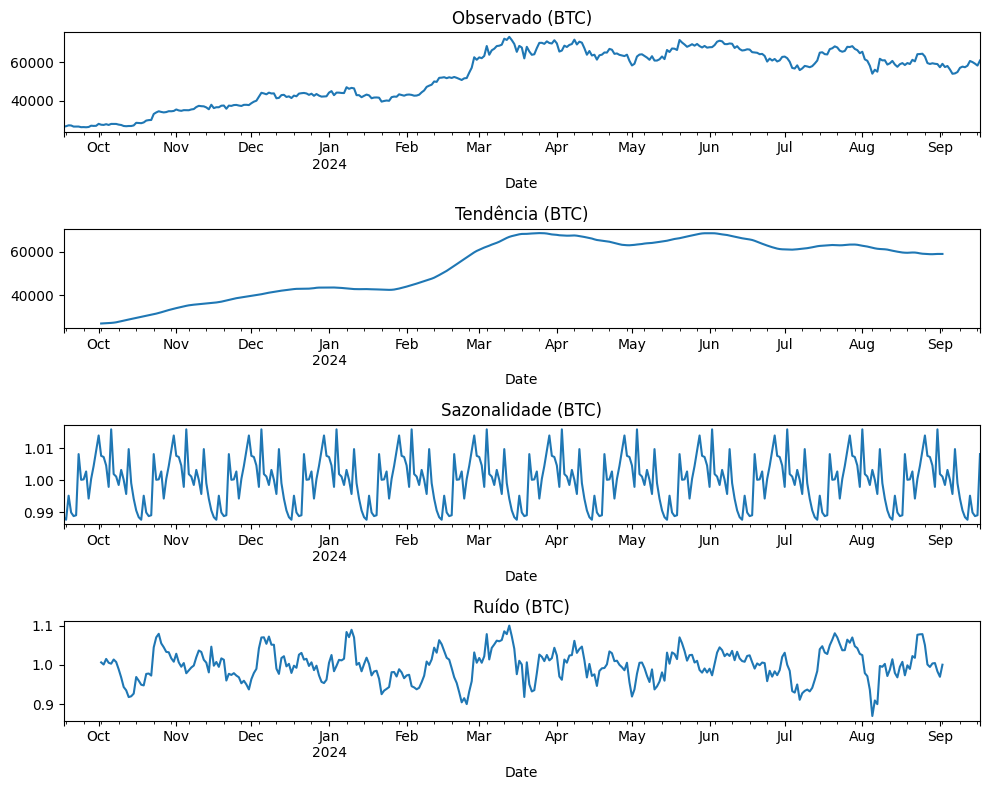 Observado (BTC)
60000
40000
Oct Nov Dec Jan Feb Mar Apr May Jun Jul Aug Sep
2024
Date
Tendência (BTC)
60000
40000
Oct Nov Dec Jan Feb Mar Apr May Jun Jul Aug Sep
2024
Date
Sazonalidade (BTC)
1.01
1.00
0.99
Oct Nov Dec Jan Feb Mar Apr May Jun Jul Aug Sep
2024
Date
Ruído (BTC)
1.1
1.0
0.9
Oct Nov Dec Jan Feb Mar Apr May Jun Jul Aug Sep
2024
Date